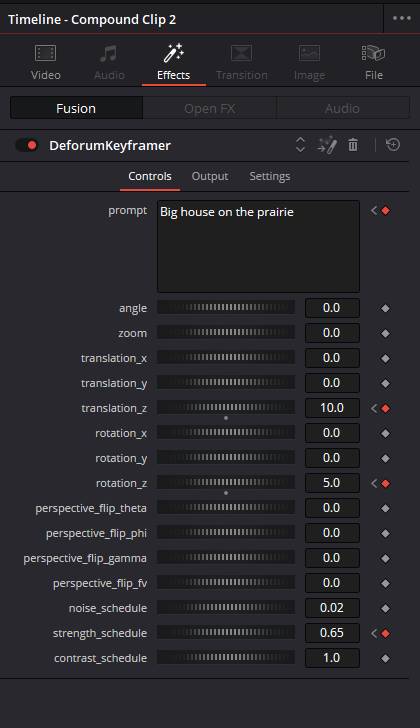 Timeline - Compound Clip 2
Video Audio Effects Transition Image File
Fusion Open FX Audio
DeforumKeyframer
Controls Output Settings
prompt Big house on the prairie
angle 0.0
zoom 0.0
translation_x 0.0
translation_y 0.0
translation_z 10.0
rotation_x 0.0
rotation_y 0.0
rotation_z 5.0
perspective_flip_theta 0.0
perspective_flip_phi 0.0
perspective_flip_gamma 0.0
perspective_flip_fv 0.0
noise_schedule 0.02
strength_schedule 0.65
contrast_schedule 1.0